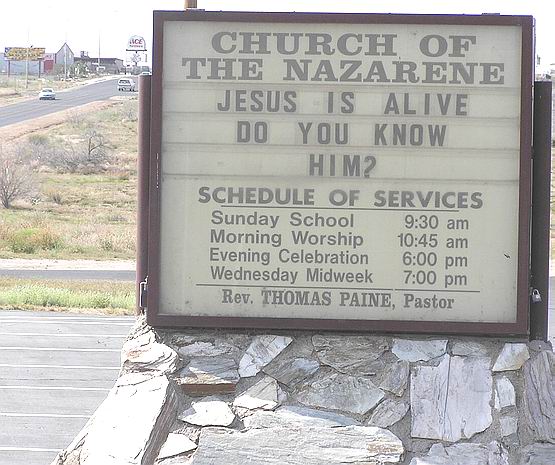 CHURCH OF
THE NAZARENE
JESUS IS ALIVE
DO YOU KNOW
HIM?
SCHEDULE OF SERVICES
Sunday School 9:30 am
Morning Worship 10:45 am
Evening Celebration 6:00 pm
Wednesday Midweek 7:00 pm
Rev. THOMAS PAINE, Pastor
ACE